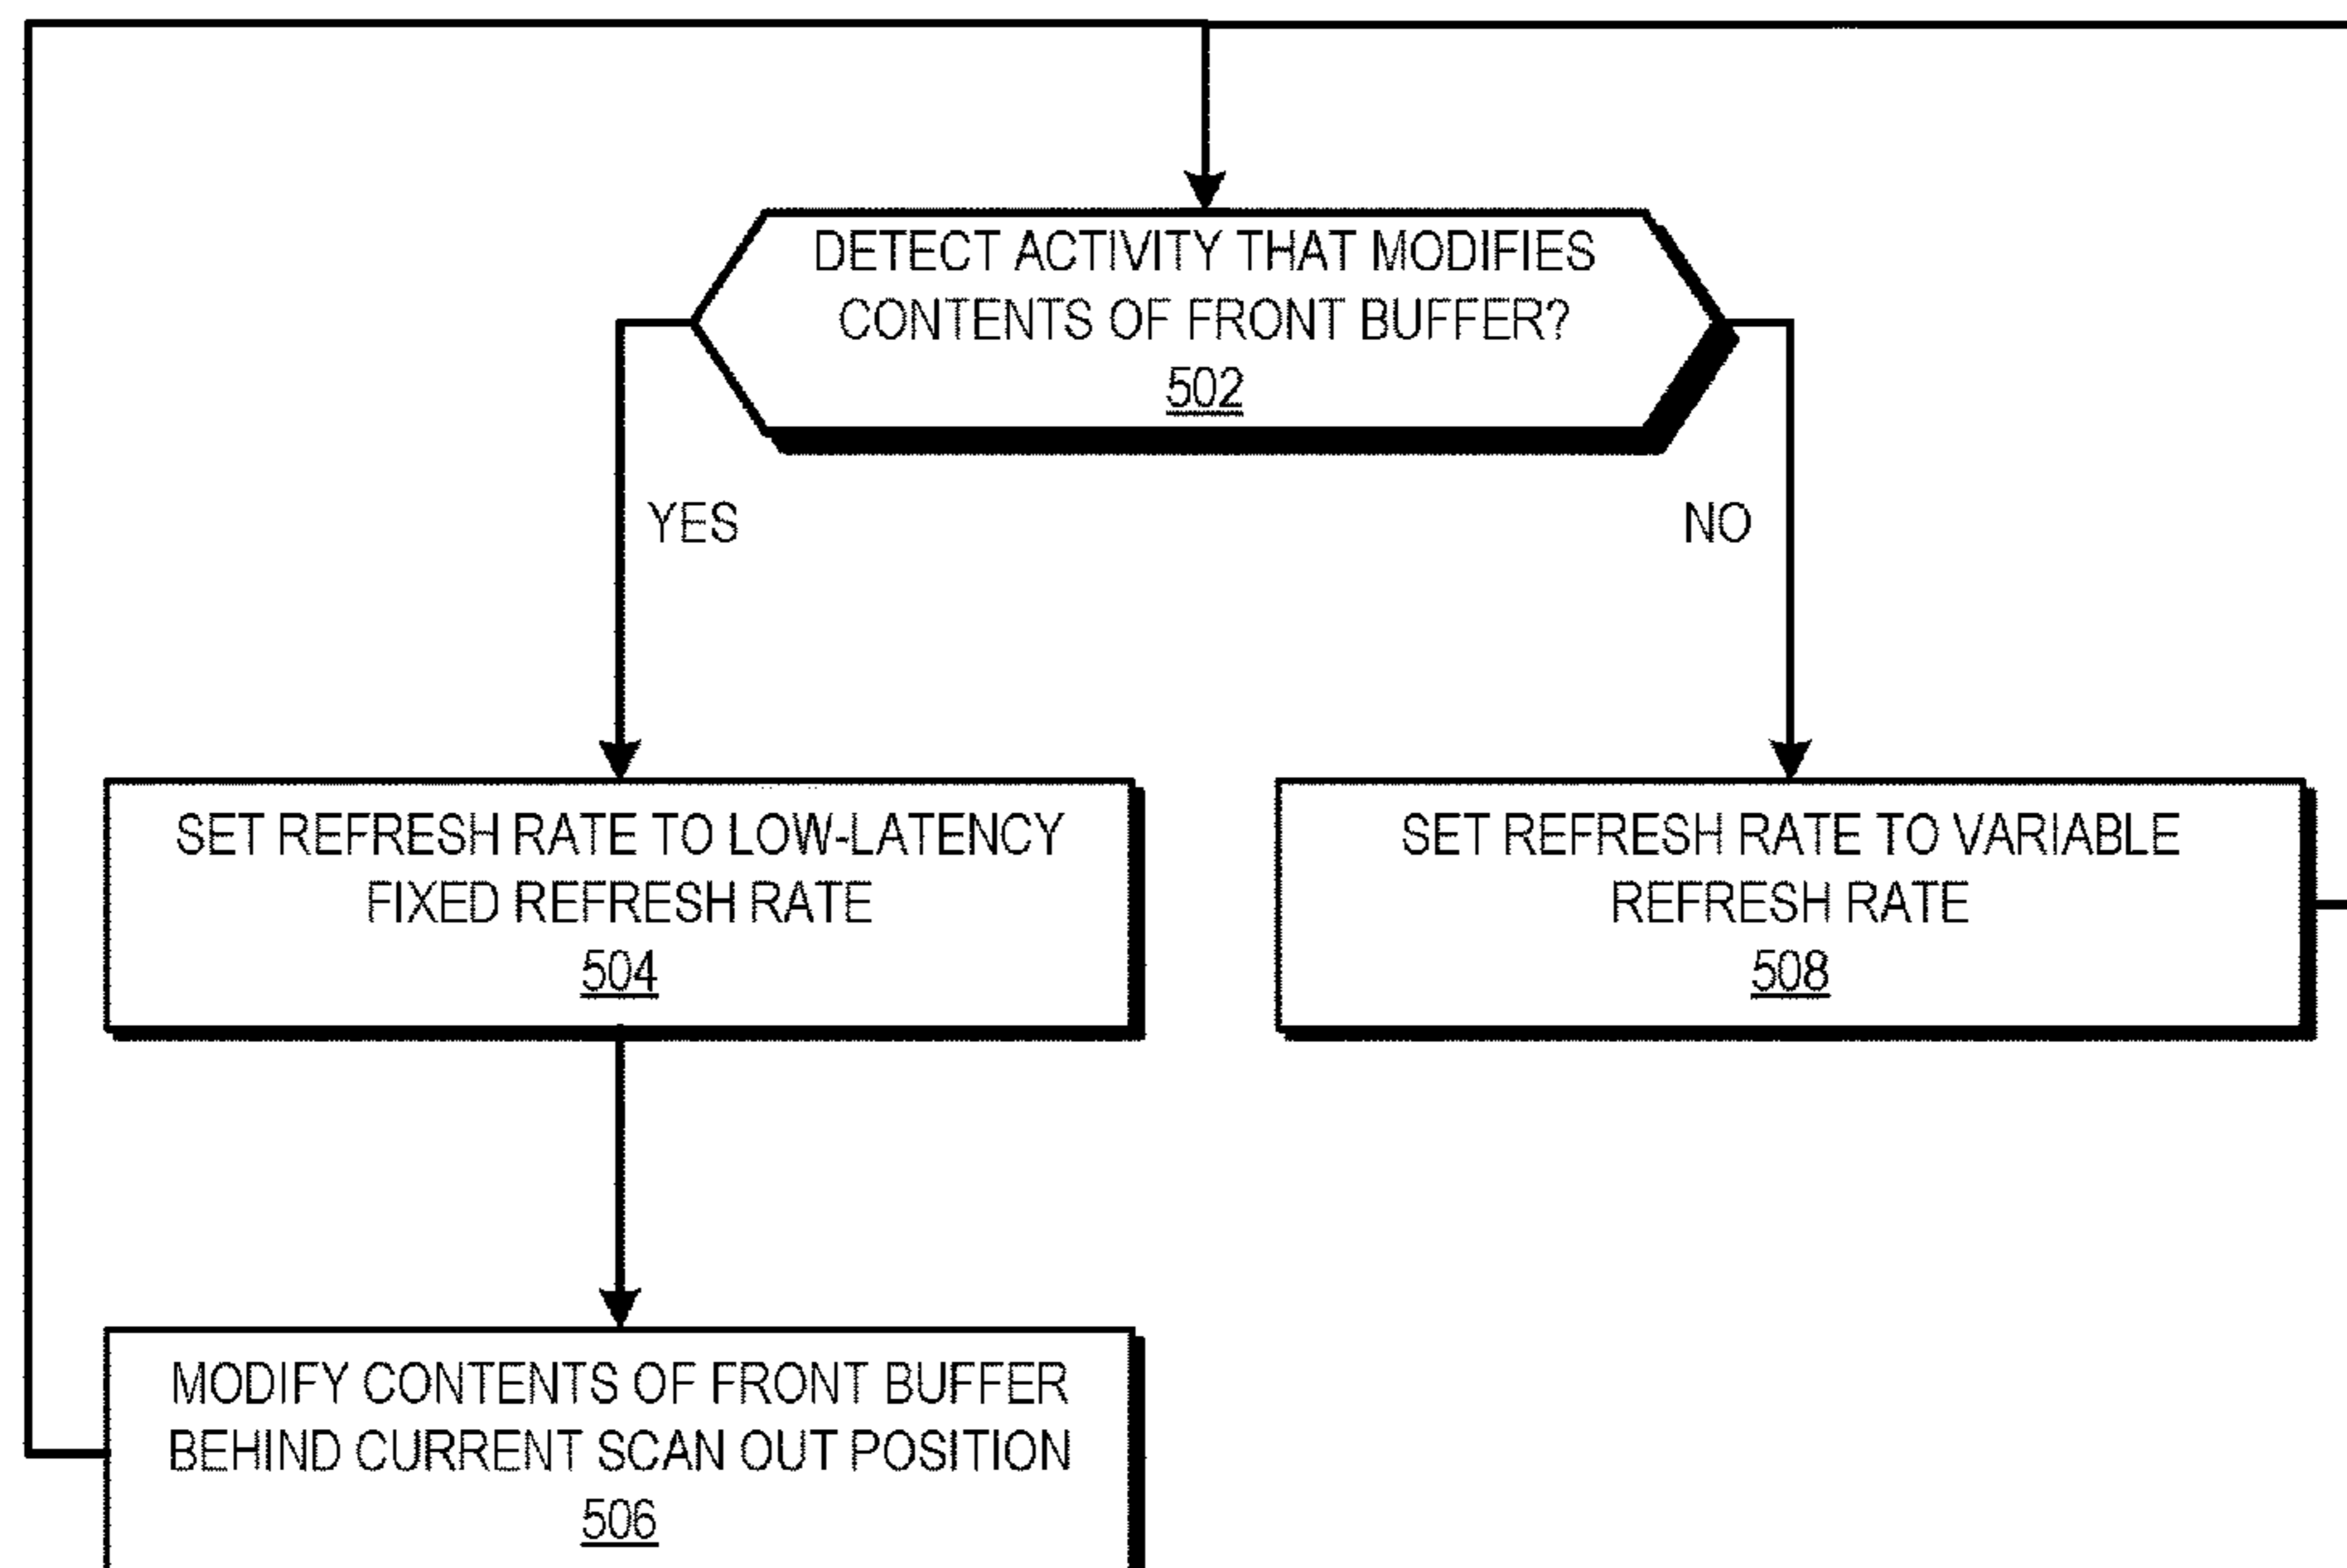 DETECT ACTIVITY THAT MODIFIES
CONTENTS OF FRONT BUFFER?
502
YES
NO
SET REFRESH RATE TO LOW-LATENCY
FIXED REFRESH RATE
504
SET REFRESH RATE TO VARIABLE
REFRESH RATE
508
MODIFY CONTENTS OF FRONT BUFFER
BEHIND CURRENT SCAN OUT POSITION
506